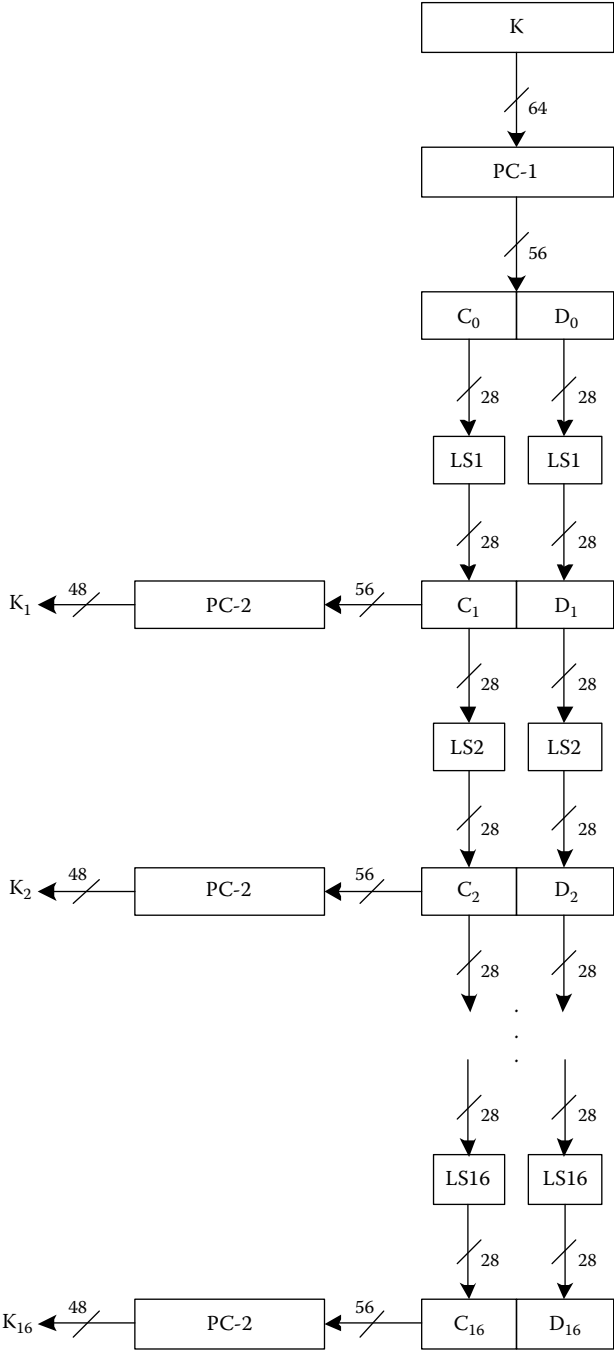 K
64
PC-1
56
C₀ D₀
28 28
LS1 LS1
28 28
K₁ 48 PC-2 56 C₁ D₁
28 28
LS2 LS2
28 28
K₂ 48 PC-2 56 C₂ D₂
28 28
. . .
28 28
LS16 LS16
28 28
K₁₆ 48 PC-2 56 C₁₆ D₁₆